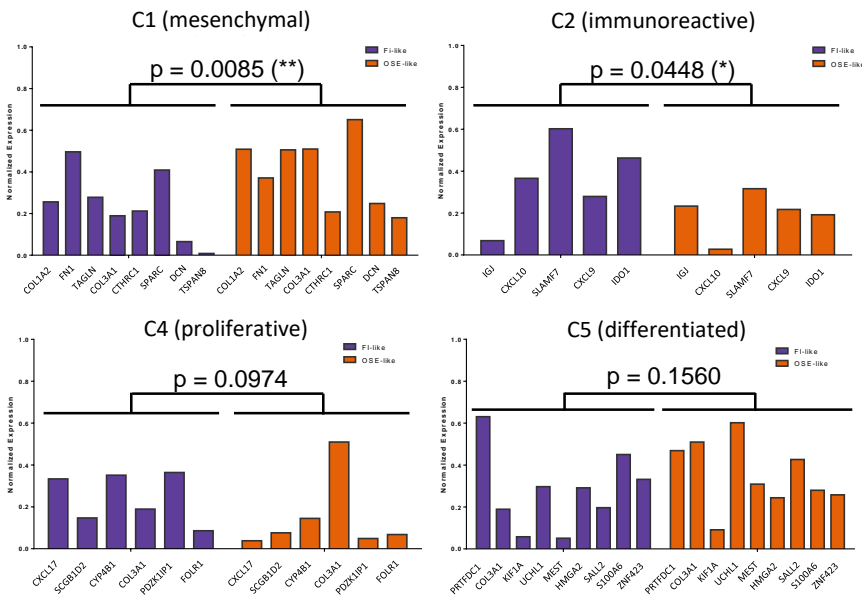 C1 (mesenchymal)
Fi-like
OSE-like
p = 0.0085 (**)
Normalized Expression
1.0
0.8
0.6
0.4
0.2
0.0
COL1A2 FN1 TAGLN COL3A1 CTHRC1 SPARC DCN TSPAN8 COL1A2 FN1 TAGLN COL3A1 CTHRC1 SPARC DCN TSPAN8
C2 (immunoreactive)
FI-like
OSE-like
p = 0.0448 (*)
Normalized Expression
1.0
0.8
0.6
0.4
0.2
0.0
IGJ CXCL10 SLAMF7 CXCL9 IDO1 IGJ CXCL10 SLAMF7 CXCL9 IDO1
C4 (proliferative)
FI-like
OSE-like
p = 0.0974
Normalized Expression
1.0
0.8
0.6
0.4
0.2
0.0
CXCL17 SCGB1D2 CYP4B1 COL3A1 PDZK1IP1 FOLR1 CXCL17 SCGB1D2 CYP4B1 COL3A1 PDZK1IP1 FOLR1
C5 (differentiated)
FI-like
OSE-like
p = 0.1560
Normalized Expression
1.0
0.8
0.6
0.4
0.2
0.0
PRTFDC1 COL3A1 KIF1A UCHL1 MEST HMGA2 SALL2 S100A6 ZNF423 PRTFDC1 COL3A1 KIF1A UCHL1 MEST HMGA2 SALL2 S100A6 ZNF423